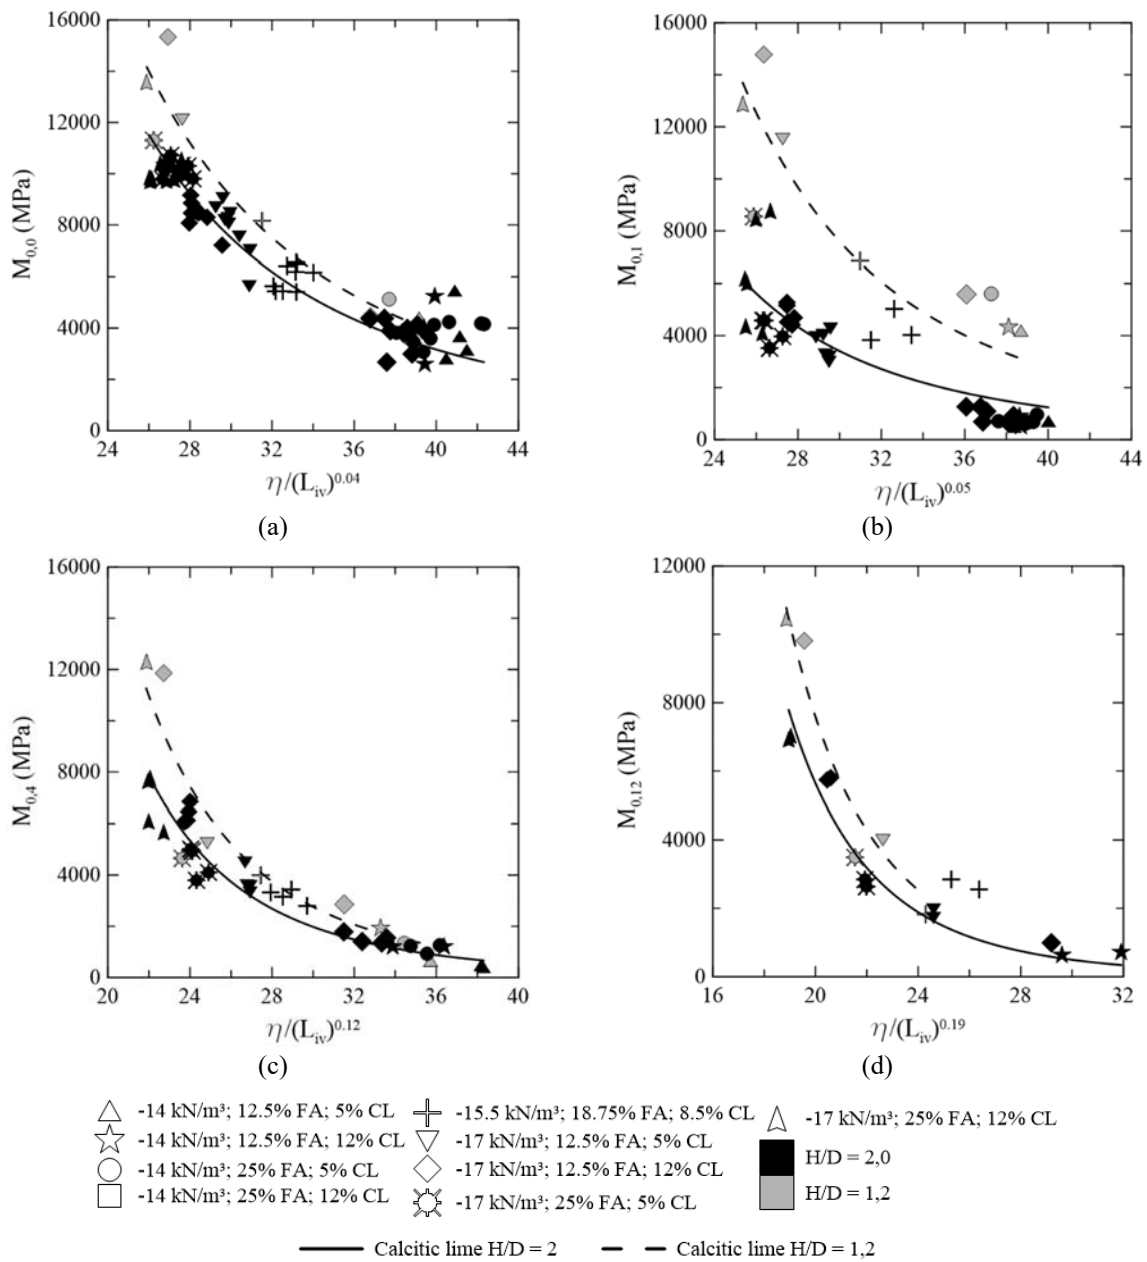 16000
12000
8000
4000
0
M0,0 (MPa)
24 28 32 36 40 44
η/(Liv)^0.04
(a)
16000
12000
8000
4000
0
M0,1 (MPa)
24 28 32 36 40 44
η/(Liv)^0.05
(b)
16000
12000
8000
4000
0
M0,4 (MPa)
20 24 28 32 36 40
η/(Liv)^0.12
(c)
12000
8000
4000
0
M0,12 (MPa)
16 20 24 28 32
η/(Liv)^0.19
(d)
-14 kN/m³; 12.5% FA; 5% CL
-14 kN/m³; 12.5% FA; 12% CL
-14 kN/m³; 25% FA; 5% CL
-14 kN/m³; 25% FA; 12% CL
-15.5 kN/m³; 18.75% FA; 8.5% CL
-17 kN/m³; 12.5% FA; 5% CL
-17 kN/m³; 12.5% FA; 12% CL
-17 kN/m³; 25% FA; 5% CL
-17 kN/m³; 25% FA; 12% CL
H/D = 2,0
H/D = 1,2
Calcitic lime H/D = 2
Calcitic lime H/D = 1,2